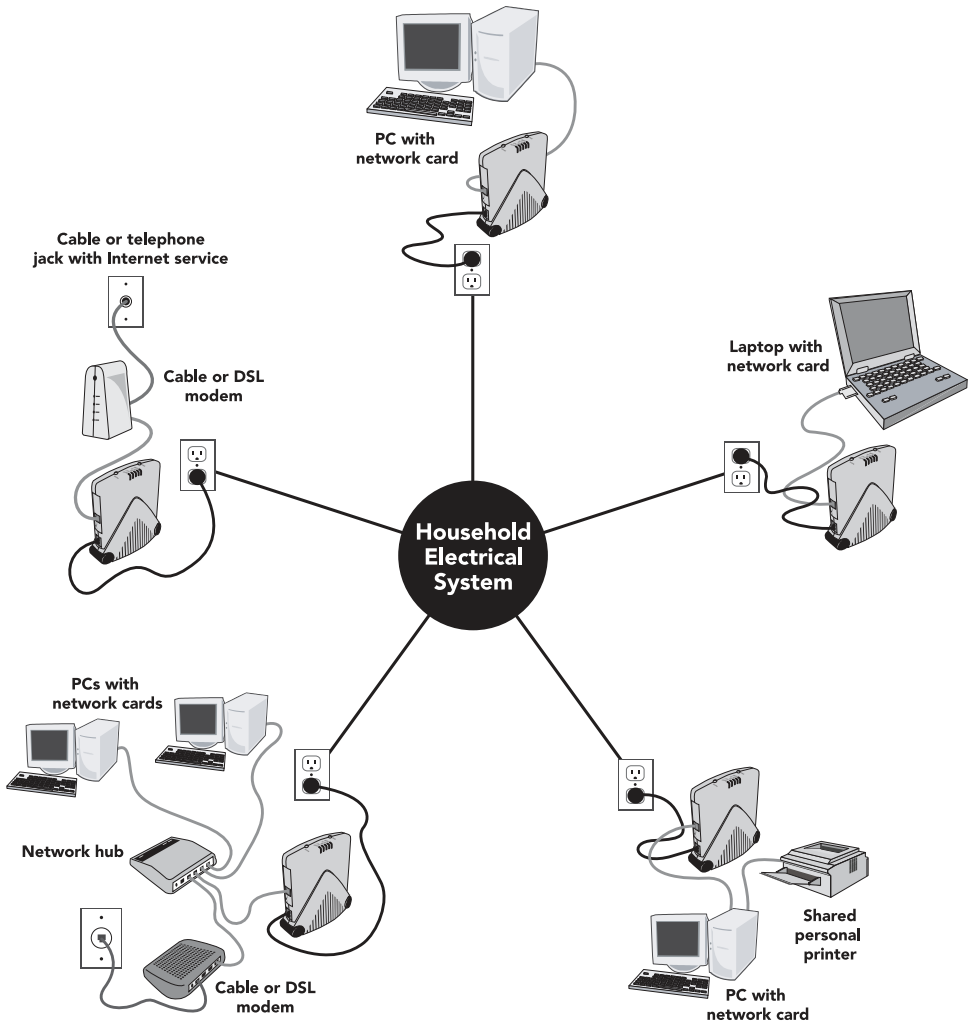 PC with
network card
Cable or telephone
jack with Internet service
Cable or DSL
modem
Laptop with
network card
Household
Electrical
System
PCs with
network cards
Network hub
Cable or DSL
modem
Shared
personal
printer
PC with
network card